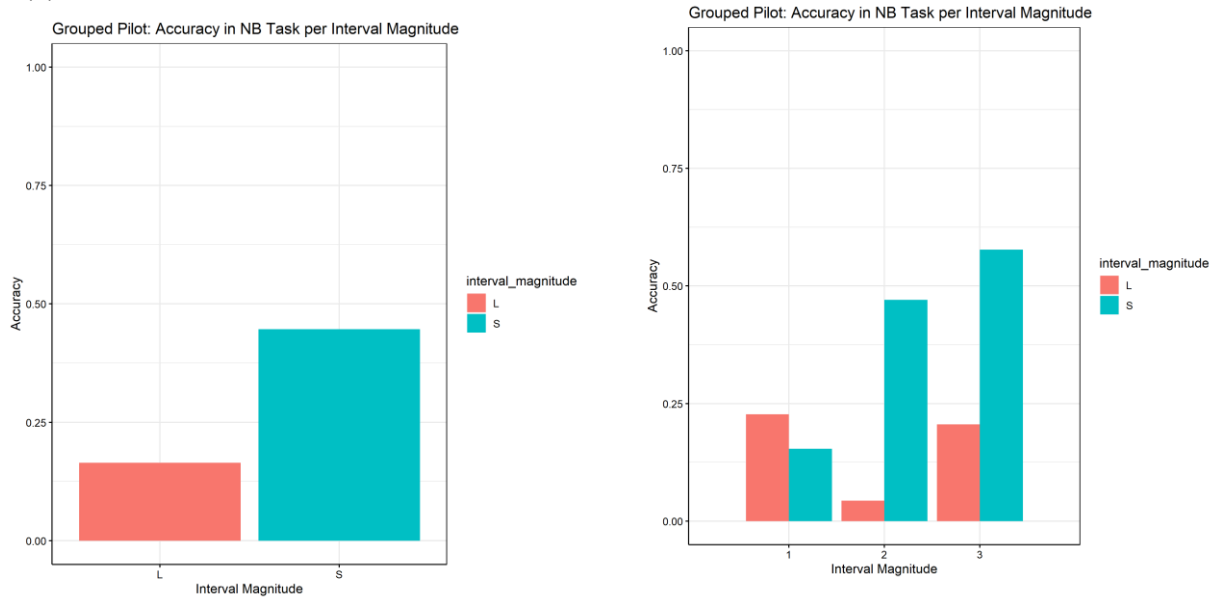 Grouped Pilot: Accuracy in NB Task per Interval Magnitude
1.00
0.75
0.50
0.25
0.00
Accuracy
L
S
Interval Magnitude
interval_magnitude
L
S
Grouped Pilot: Accuracy in NB Task per Interval Magnitude
1.00
0.75
0.50
0.25
0.00
Accuracy
1
2
3
Interval Magnitude
interval_magnitude
L
S